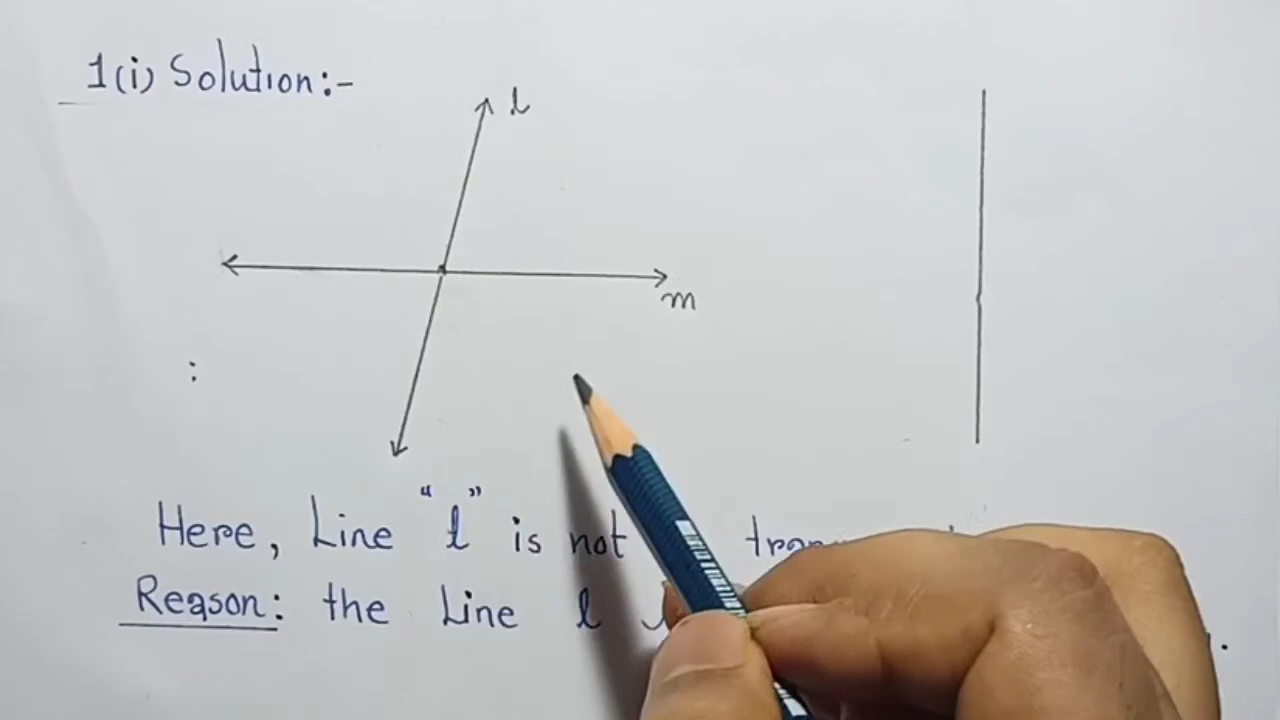 1(i) Solution:-
l
m
:
Here, Line "l" is not
Reason: the Line l